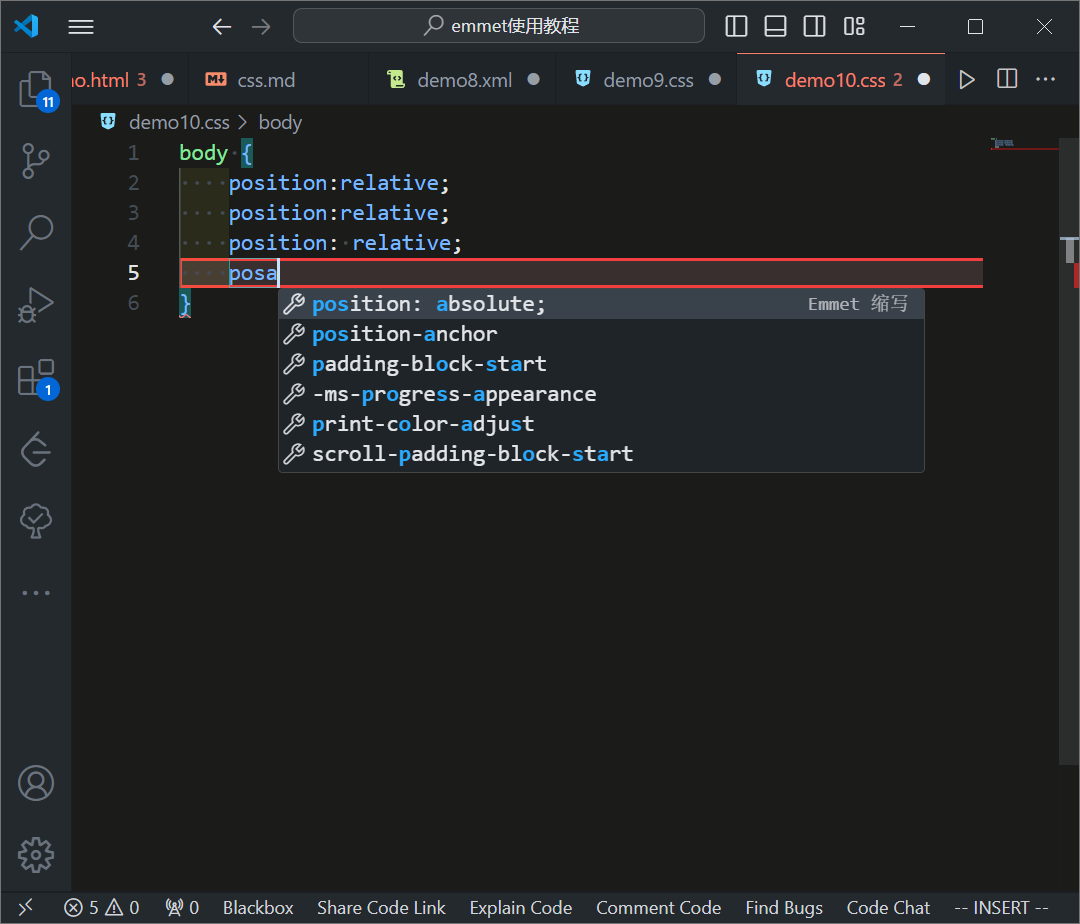 emmet使用教程
no.html 3
css.md
demo8.xml
demo9.css
demo10.css 2
demo10.css > body
1 body {
2 position:relative;
3 position:relative;
4 position: relative;
5 posa
6 }
position: absolute; Emmet 缩写
position-anchor
padding-block-start
-ms-progress-appearance
print-color-adjust
scroll-padding-block-start
11
1
5 0 0 Blackbox Share Code Link Explain Code Comment Code Find Bugs Code Chat -- INSERT --